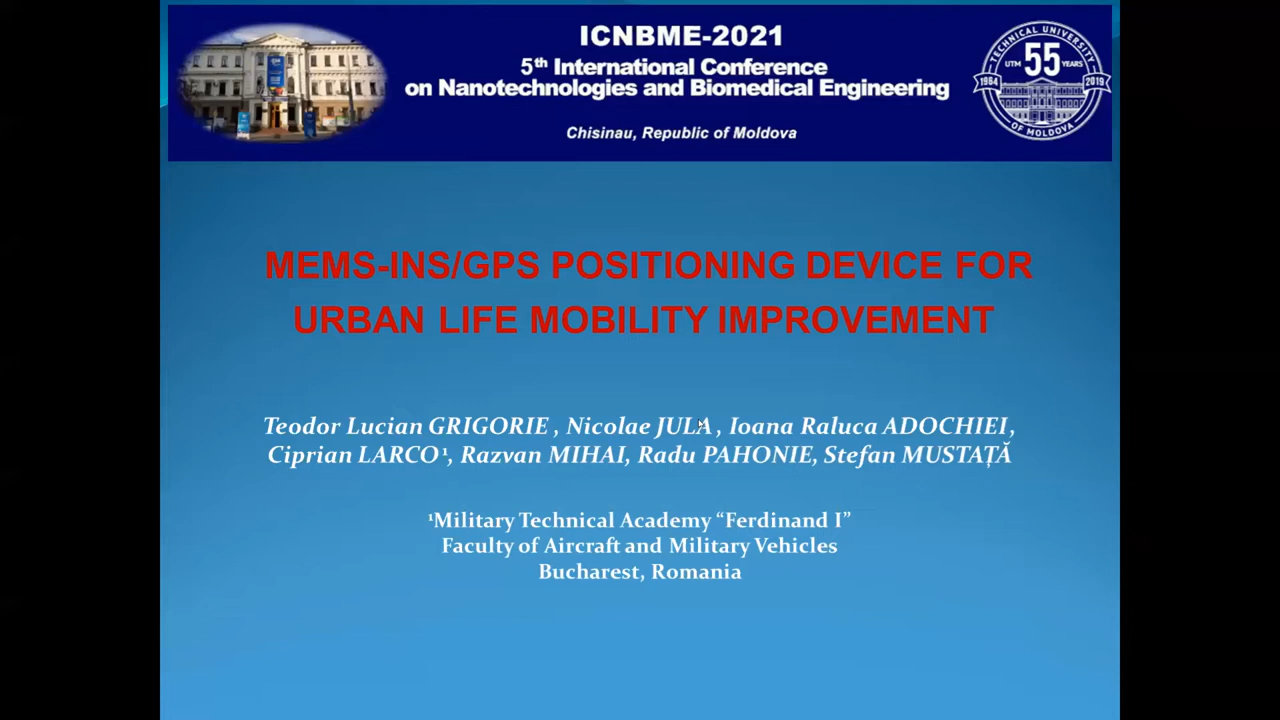 ICNBME-2021
5th International Conference
on Nanotechnologies and Biomedical Engineering
Chisinau, Republic of Moldova
TECHNICAL UNIVERSITY
UTM 55 YEARS
1964 2019
OF MOLDOVA
MEMS-INS/GPS POSITIONING DEVICE FOR
URBAN LIFE MOBILITY IMPROVEMENT
Teodor Lucian GRIGORIE , Nicolae JULA , Ioana Raluca ADOCHIEI,
Ciprian LARCO¹, Razvan MIHAI, Radu PAHONIE, Stefan MUSTAȚĂ
¹Military Technical Academy “Ferdinand I”
Faculty of Aircraft and Military Vehicles
Bucharest, Romania